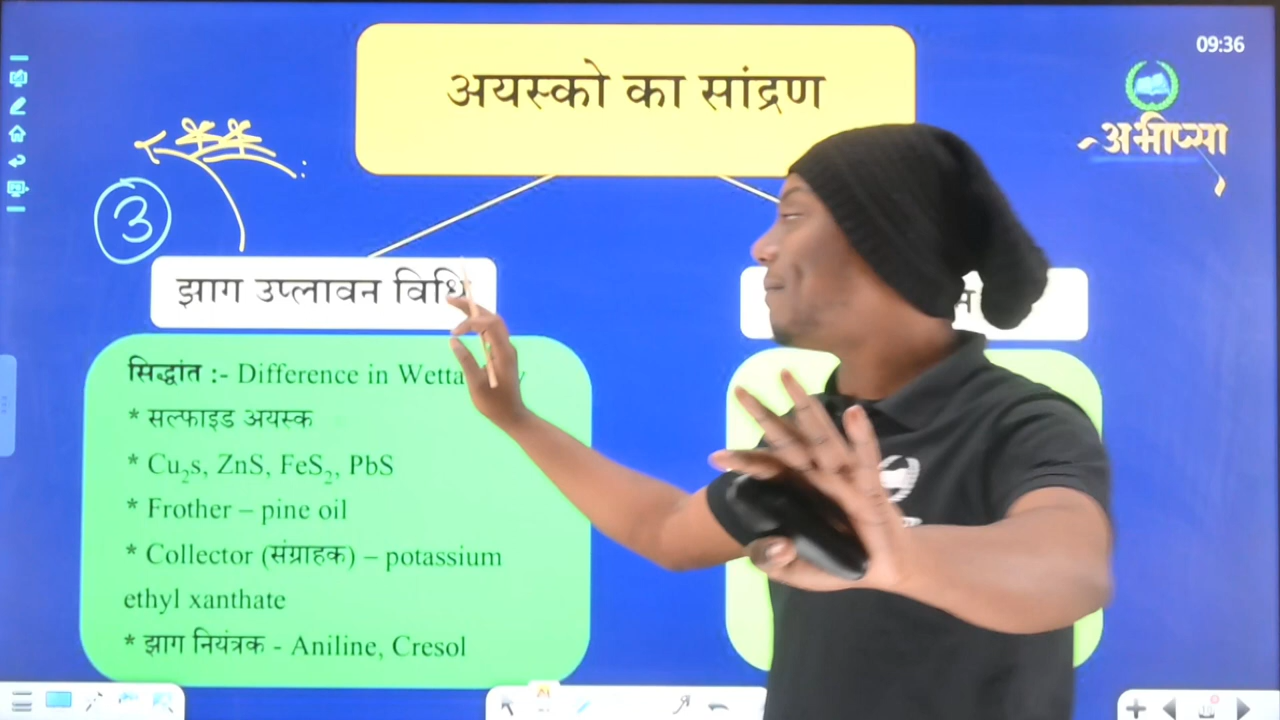 09:36
अयस्को का सांद्रण
अभीप्सा
3
झाग उप्लावन विधि
सिद्धांत :- Difference in
* सल्फाइड अयस्क
* Cu₂s, ZnS, FeS₂, PbS
* Frother – pine oil
* Collector (संग्राहक) – potassium
ethyl xanthate
* झाग नियंत्रक - Aniline, Cresol